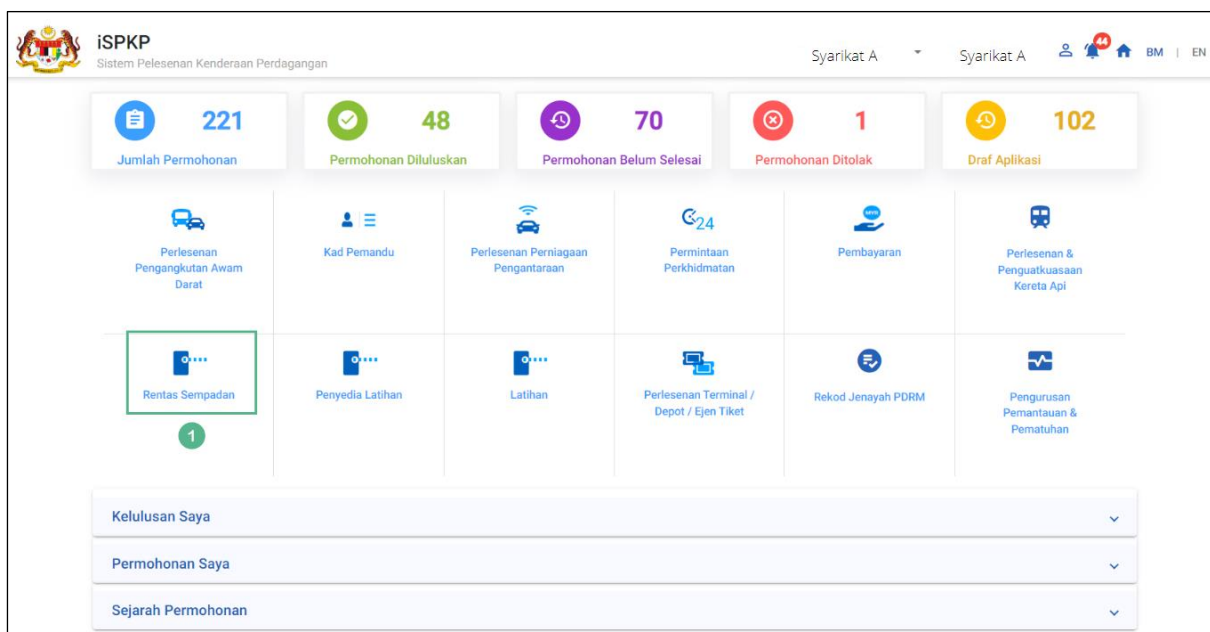 iSPKP
Sistem Pelesenan Kenderaan Perdagangan
Syarikat A
Syarikat A
44
BM | EN
221
Jumlah Permohonan
48
Permohonan Diluluskan
70
Permohonan Belum Selesai
1
Permohonan Ditolak
102
Draf Aplikasi
Perlesenan
Pengangkutan Awam
Darat
Kad Pemandu
Perlesenan Perniagaan
Pengantaraan
24
Permintaan
Perkhidmatan
MYR
Pembayaran
Perlesenan &
Penguatkuasaan
Kereta Api
Rentas Sempadan
1
Penyedia Latihan
Latihan
Perlesenan Terminal /
Depot / Ejen Tiket
Rekod Jenayah PDRM
Pengurusan
Pemantauan &
Pematuhan
Kelulusan Saya
Permohonan Saya
Sejarah Permohonan